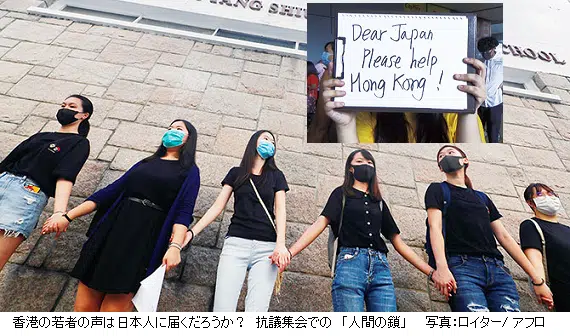 ANG SHIU
SCHOOL
Dear Japan
Please help
Hong Kong !
香港の若者の声は日本人に届くだろうか？ 抗議集会での「人間の鎖」 写真：ロイター/アフロ